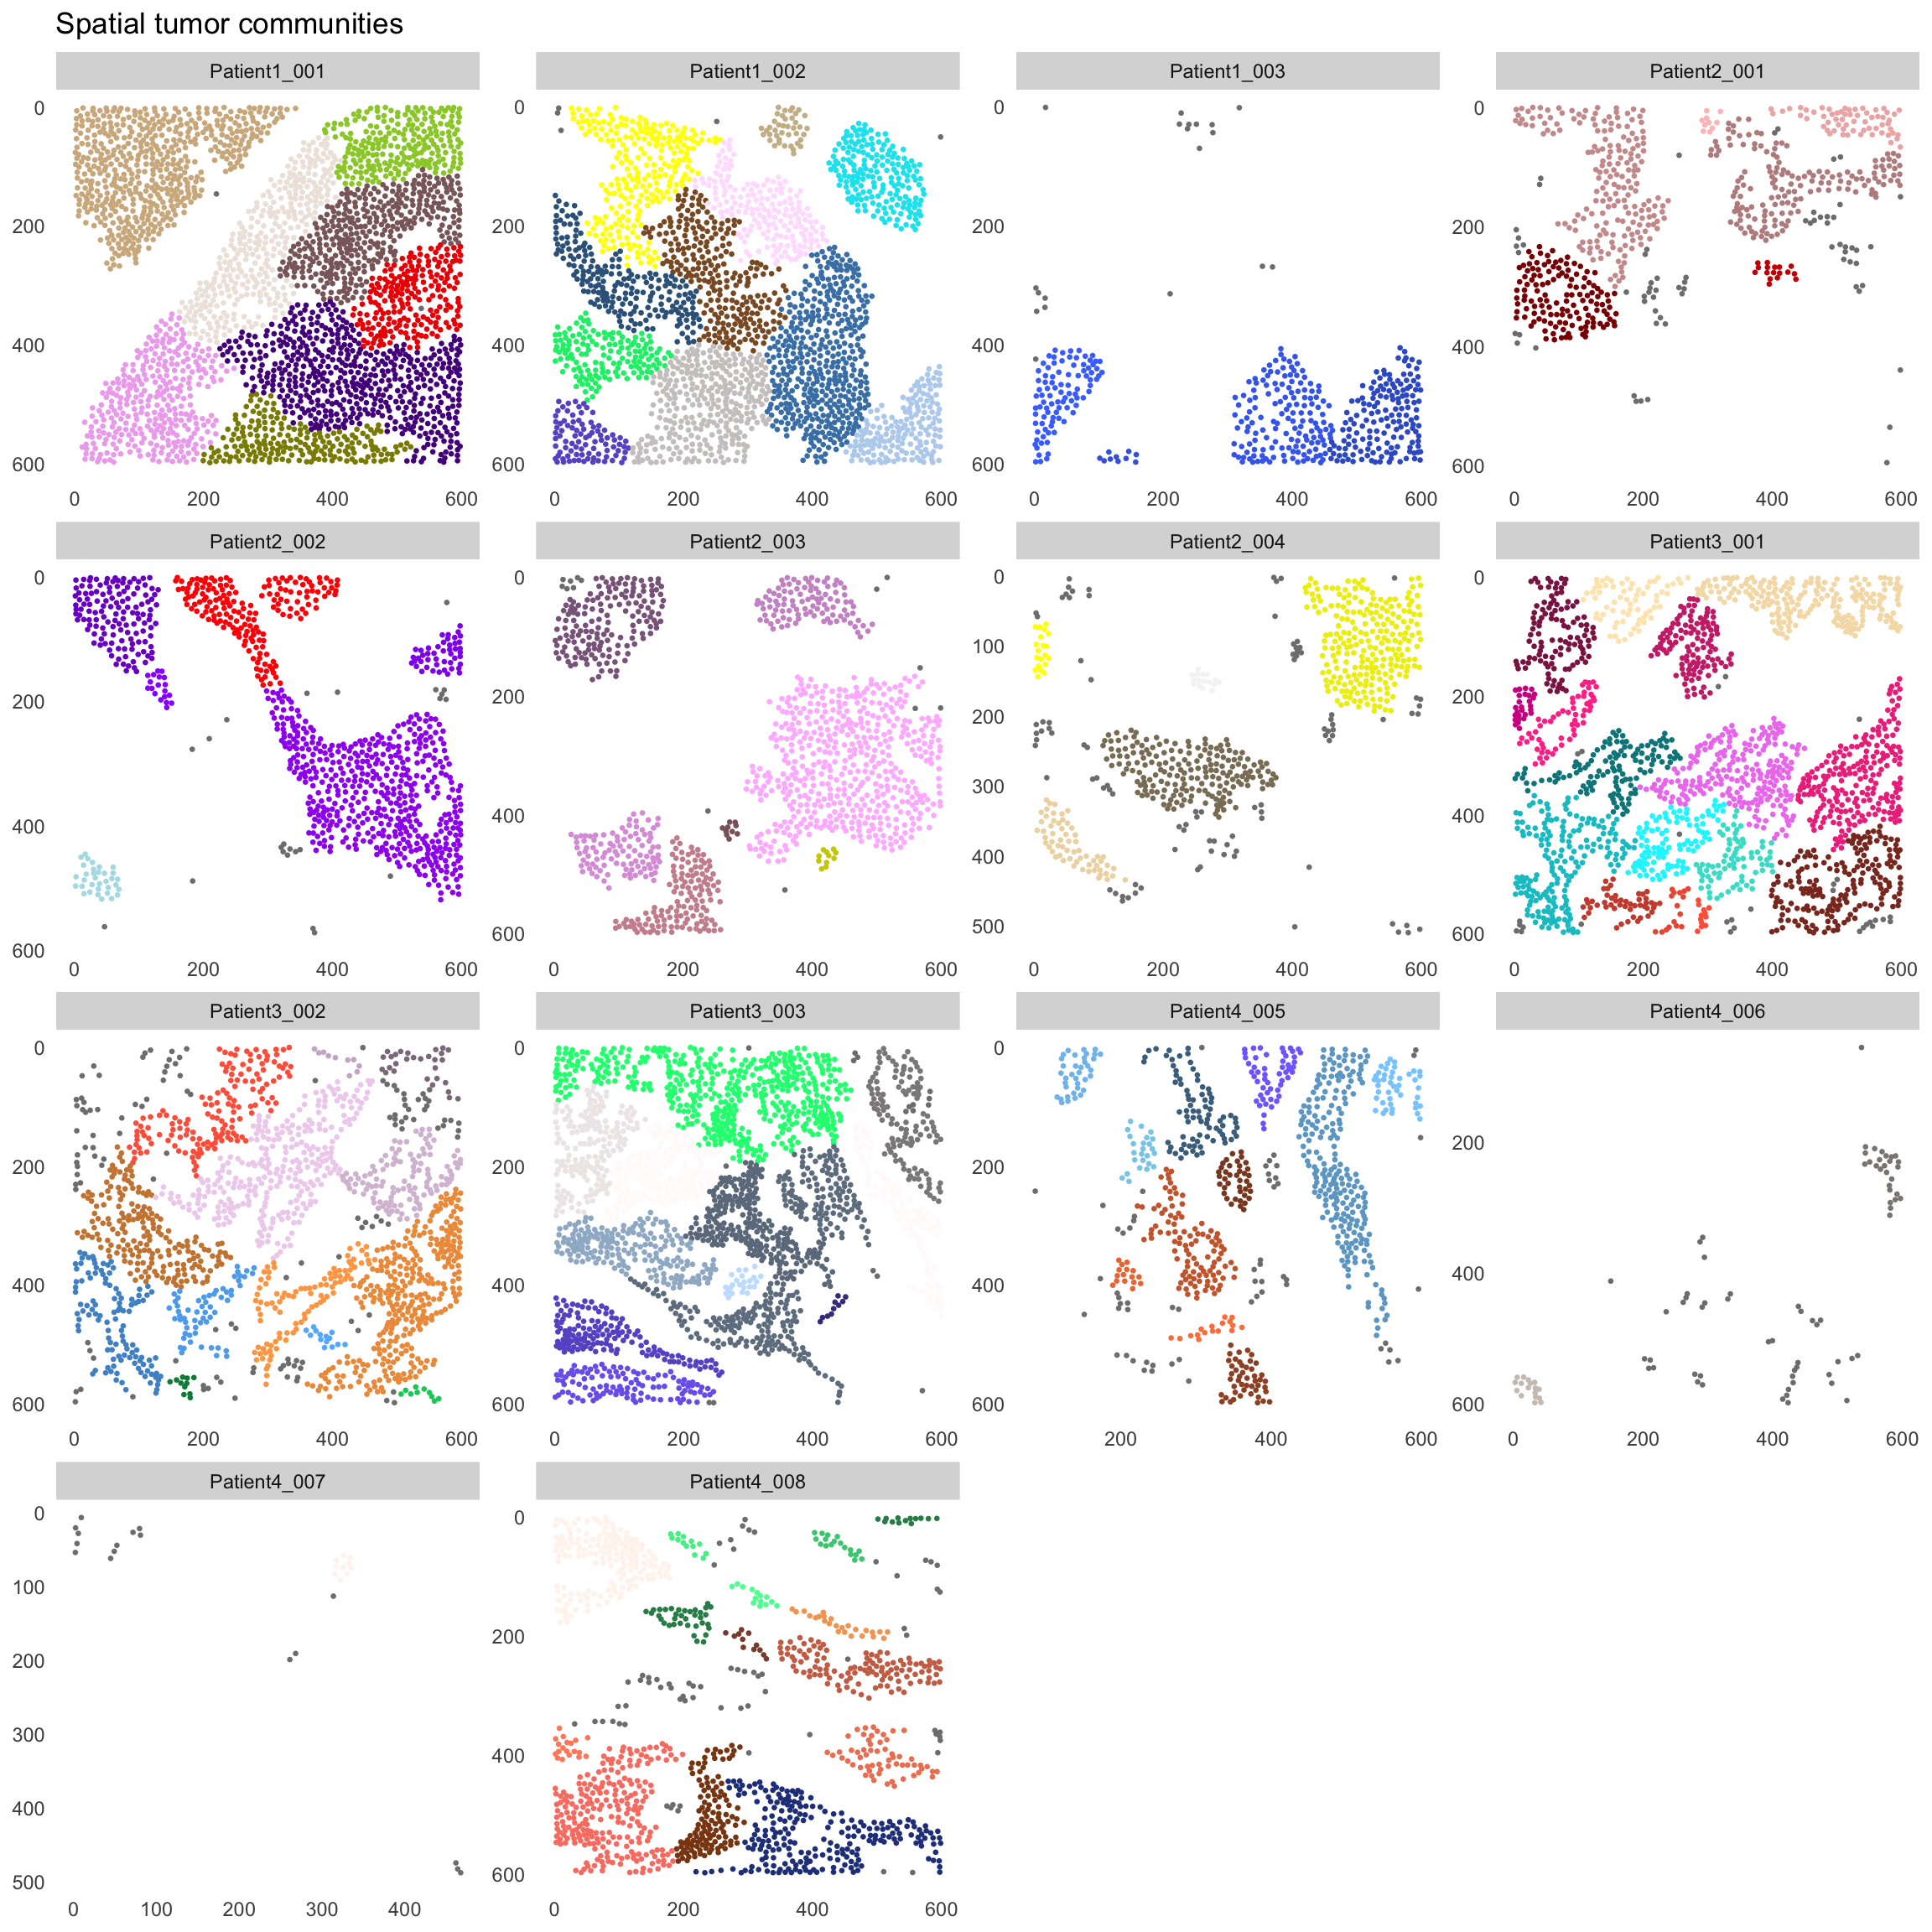 Spatial tumor communities
Patient1_001 Patient1_002 Patient1_003 Patient2_001
0 0 0 0
200 200 200 200
400 400 400 400
600 600 600 600
0 200 400 600 0 200 400 600 0 200 400 600 0 200 400 600
Patient2_002 Patient2_003 Patient2_004 Patient3_001
0 0 0 0
100
200 200 200 200
300
400 400 400 400
500
600 600 600
0 200 400 600 0 200 400 600 0 200 400 600 0 200 400 600
Patient3_002 Patient3_003 Patient4_005 Patient4_006
0 0 0
200 200 200 200
400 400 400 400
600 600 600 600
0 200 400 600 0 200 400 600 200 400 600 0 200 400 600
Patient4_007 Patient4_008
0 0
100
200 200
300
400 400
500 600
0 100 200 300 400 0 200 400 600